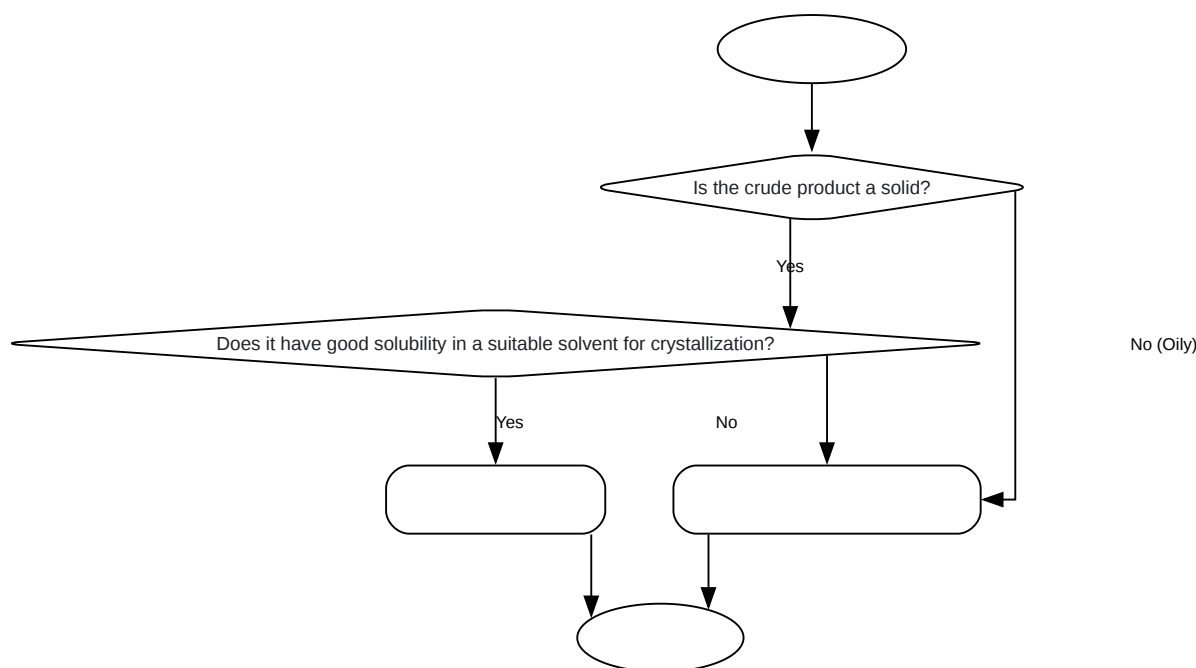 Is the crude product a solid?
Yes
Does it have good solubility in a suitable solvent for crystallization?
No (Oily)
Yes
No